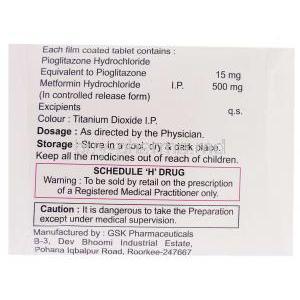 Each film coated tablet contains :
Pioglitazone Hydrochloride
Equivalent to Pioglitazone 15 mg
Metformin Hydrochloride I.P. 500 mg
(In controlled release form)
Excipients q.s.
Colour : Titanium Dioxide I.P.
Dosage : As directed by the Physician.
Storage : Store in a cool, dry & dark place.
Keep all the medicines out of reach of children.
SCHEDULE 'H' DRUG
Warning : To be sold by retail on the prescription
of a Registered Medical Practitioner only.
Caution : It is dangerous to take the Preparation
except under medical supervision.
Manufactured by : GSK Pharmaceuticals
B-3, Dev Bhoomi Industrial Estate,
Pohana Iqbalpur Road, Roorkee-247667